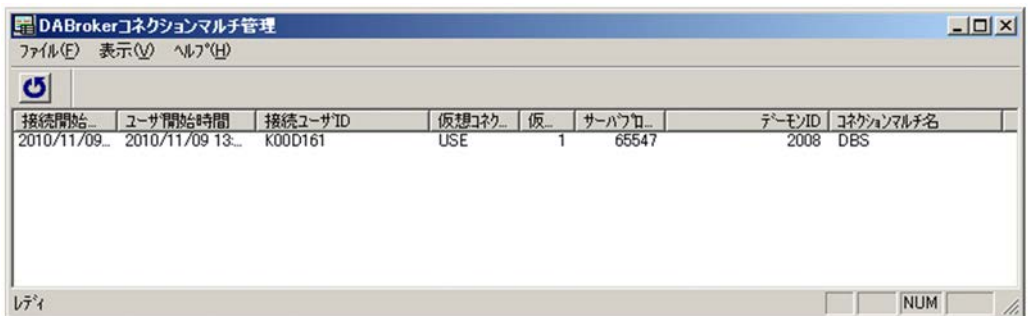 DABrokerコネクションマルチ管理
ファイル(F) 表示(V) ヘルプ(H)
接続開始... ユーザ開始時間 接続ユーザID 仮想コネク... 仮... サーバプロ... デーモンID コネクションマルチ名
2010/11/09... 2010/11/09 13:... K00D161 USE 1 65547 2008 DBS
レディ NUM